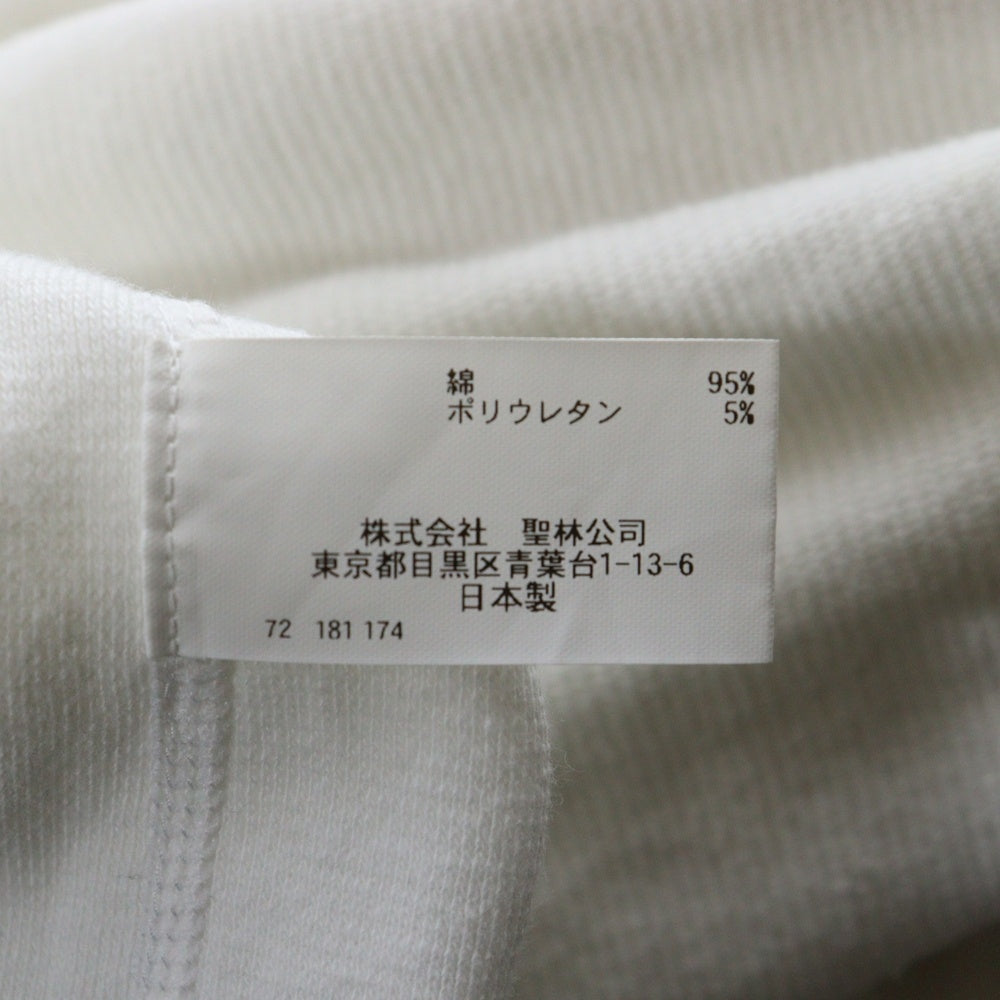 綿 95%
ポリウレタン 5%
株式会社 聖林公司
東京都目黒区青葉台1-13-6
日本製
72 181 174